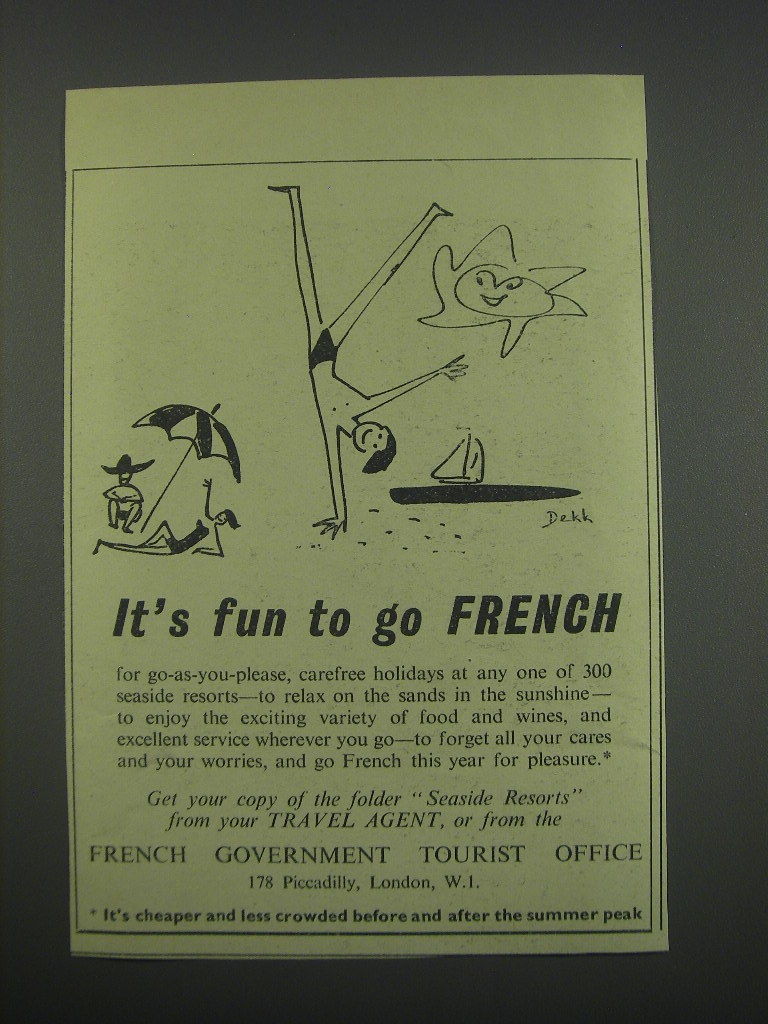 Dekk
It's fun to go FRENCH
for go-as-you-please, carefree holidays at any one of 300
seaside resorts—to relax on the sands in the sunshine—
to enjoy the exciting variety of food and wines, and
excellent service wherever you go—to forget all your cares
and your worries, and go French this year for pleasure.*
Get your copy of the folder "Seaside Resorts"
from your TRAVEL AGENT, or from the
FRENCH GOVERNMENT TOURIST OFFICE
178 Piccadilly, London, W.1.
* It's cheaper and less crowded before and after the summer peak